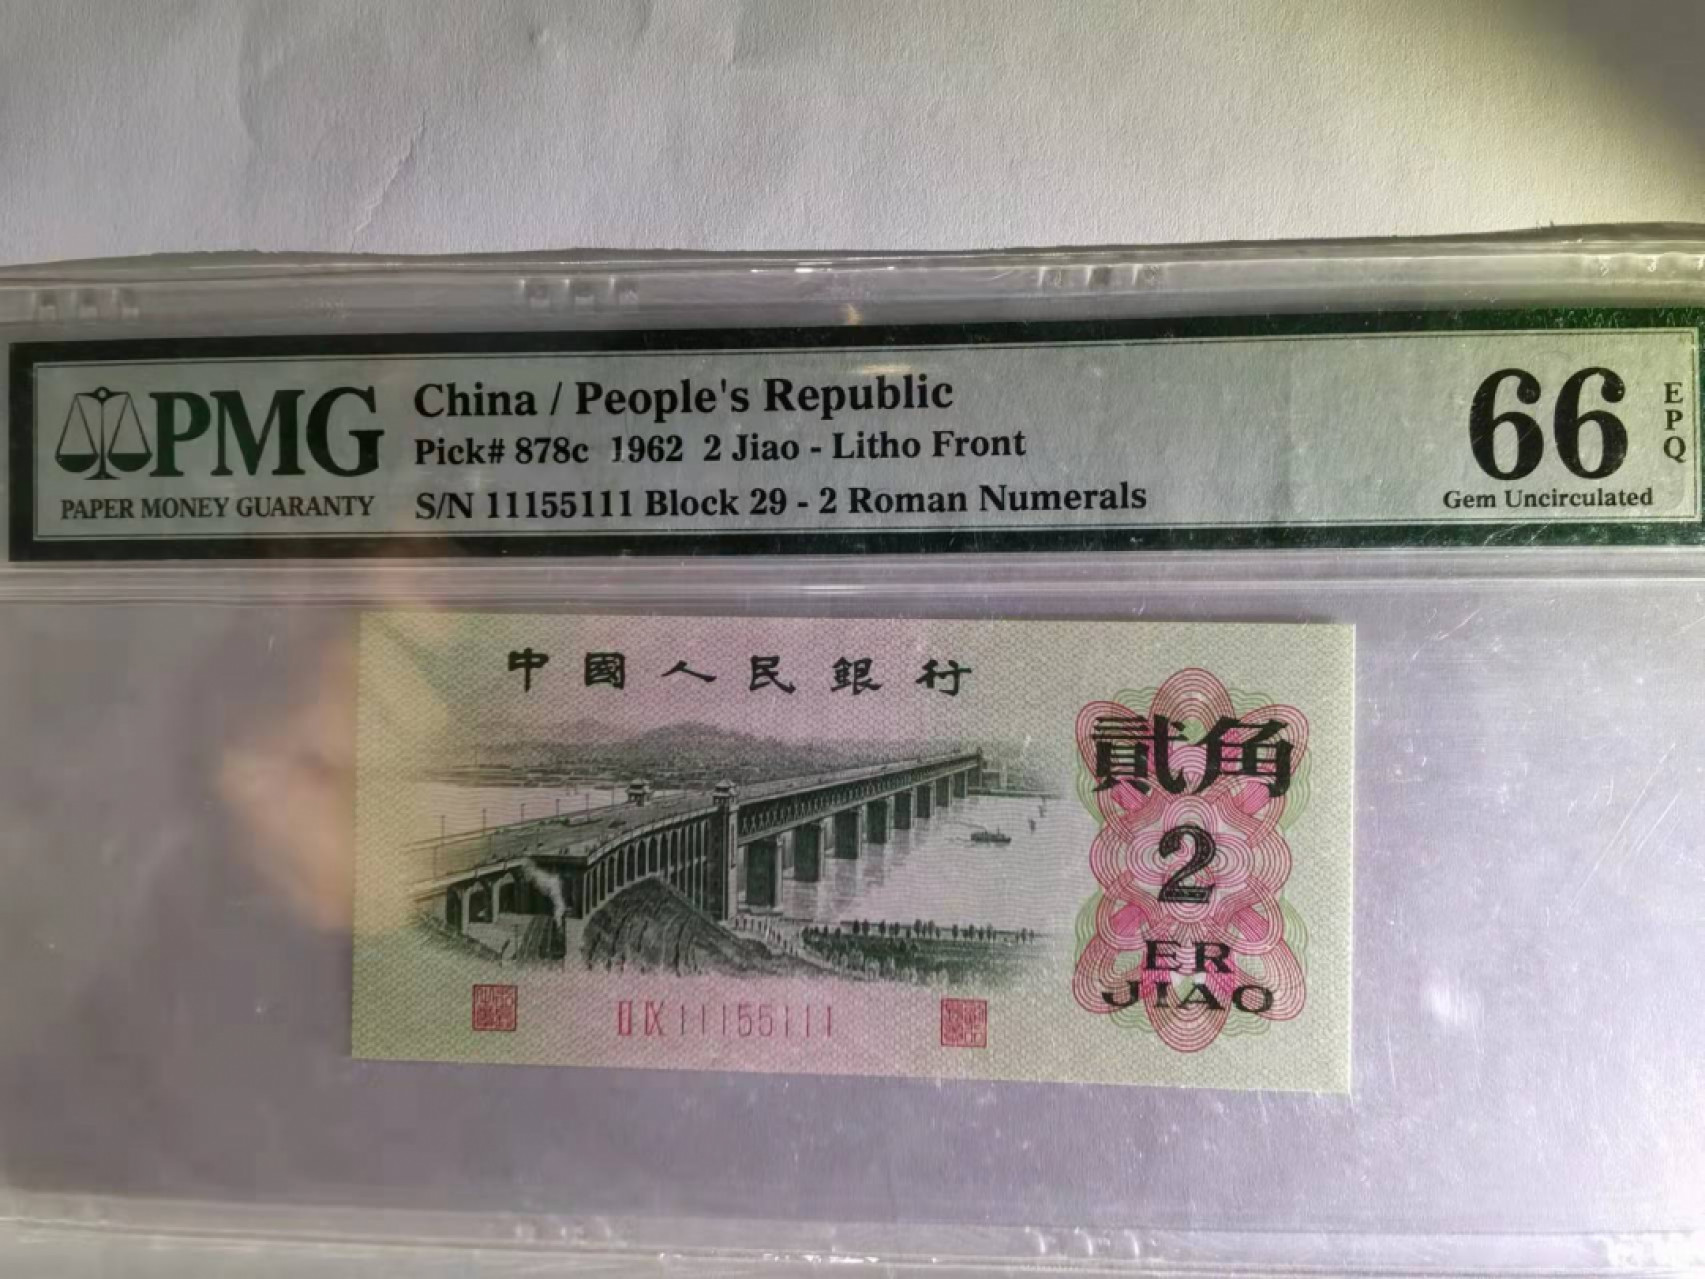 PMG
PAPER MONEY GUARANTY
China / People's Republic
Pick# 878c 1962 2 Jiao - Litho Front
S/N 11155111 Block 29 - 2 Roman Numerals
66
EPQ
Gem Uncirculated
中國人民銀行
貳角
2
ER
JIAO
II IX 11155111